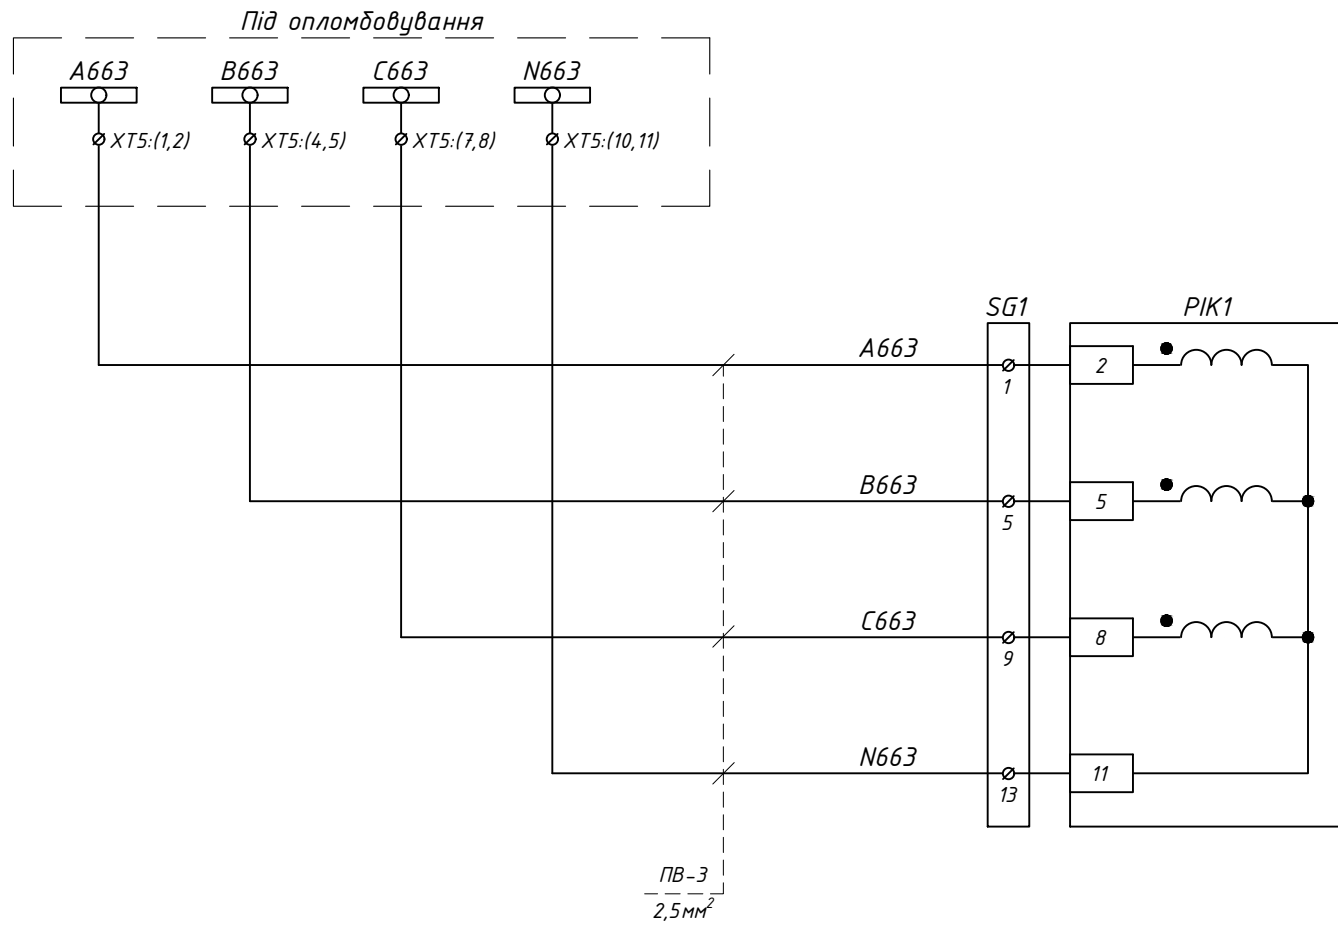 Під опломбовування
A663 B663 C663 N663
XT5:(1,2) XT5:(4,5) XT5:(7,8) XT5:(10,11)
SG1 PIK1
A663
2
1
B663
5
5
C663
8
9
N663
11
13
ПВ-3
2,5мм²